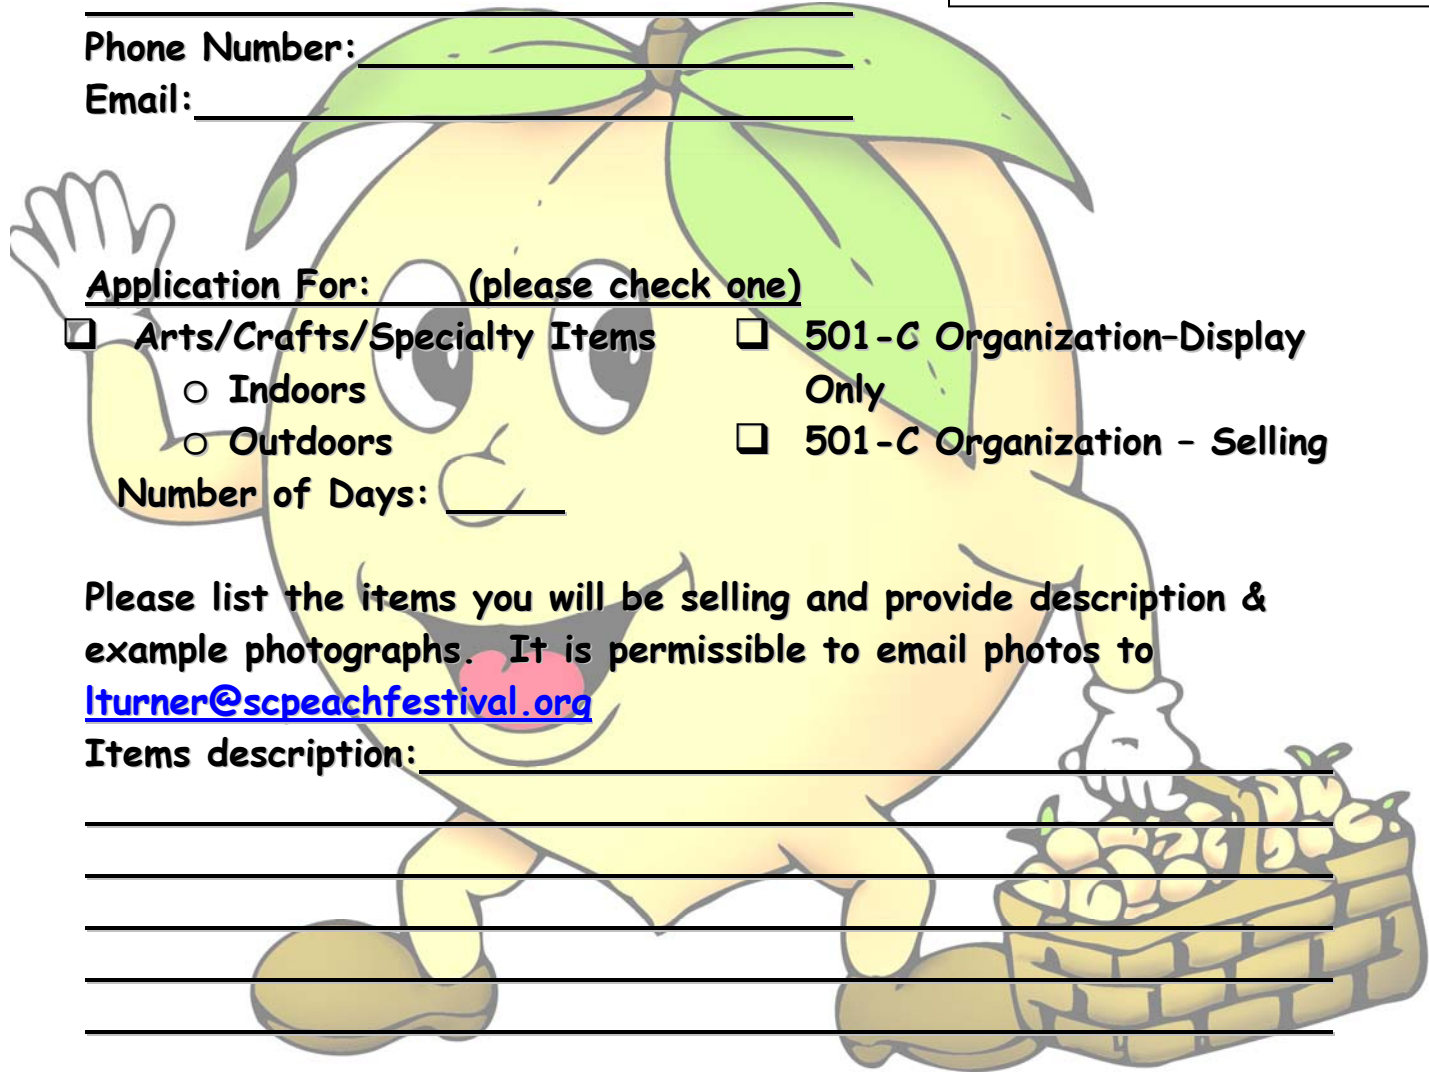 Phone Number:
Email:
Application For: (please check one)
❑ Arts/Crafts/Specialty Items
o Indoors
o Outdoors
Number of Days:
❑ 501-C Organization–Display
Only
❑ 501-C Organization – Selling
Please list the items you will be selling and provide description &
example photographs. It is permissible to email photos to
lturner@scpeachfestival.org
Items description: